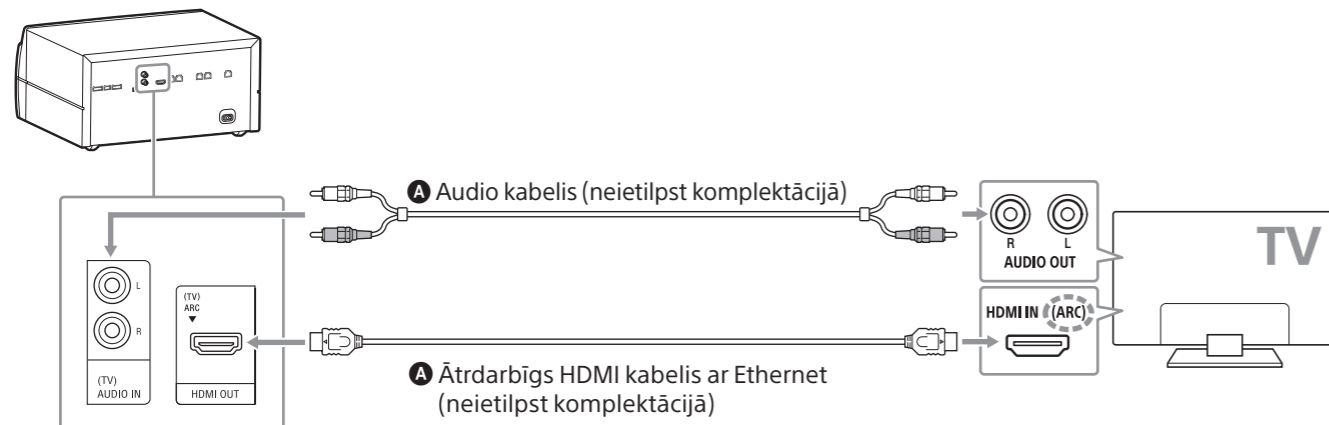 A Audio kabelis (neietilpst komplektācijā)
R L
AUDIO OUT
TV
L
R
(TV)
AUDIO IN
(TV)
ARC
HDMI OUT
HDMI IN (ARC)
A Ātrdarbīgs HDMI kabelis ar Ethernet
(neietilpst komplektācijā)